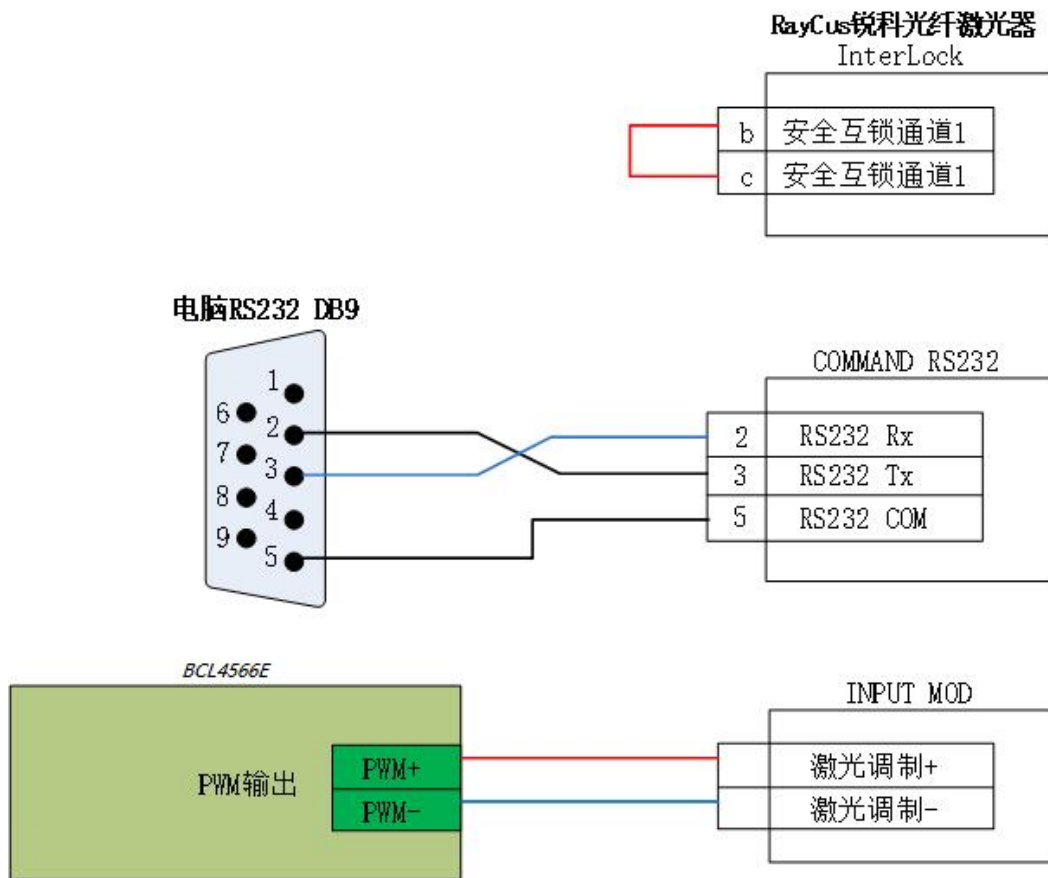 RayCus锐科光纤激光器
InterLock
b 安全互锁通道1
c 安全互锁通道1
电脑RS232 DB9
1
6
2
7
3
8
4
9
5
COMMAND RS232
2 RS232 Rx
3 RS232 Tx
5 RS232 COM
BCL4566E
PWM输出
PWM+
PWM-
INPUT MOD
激光调制+
激光调制-